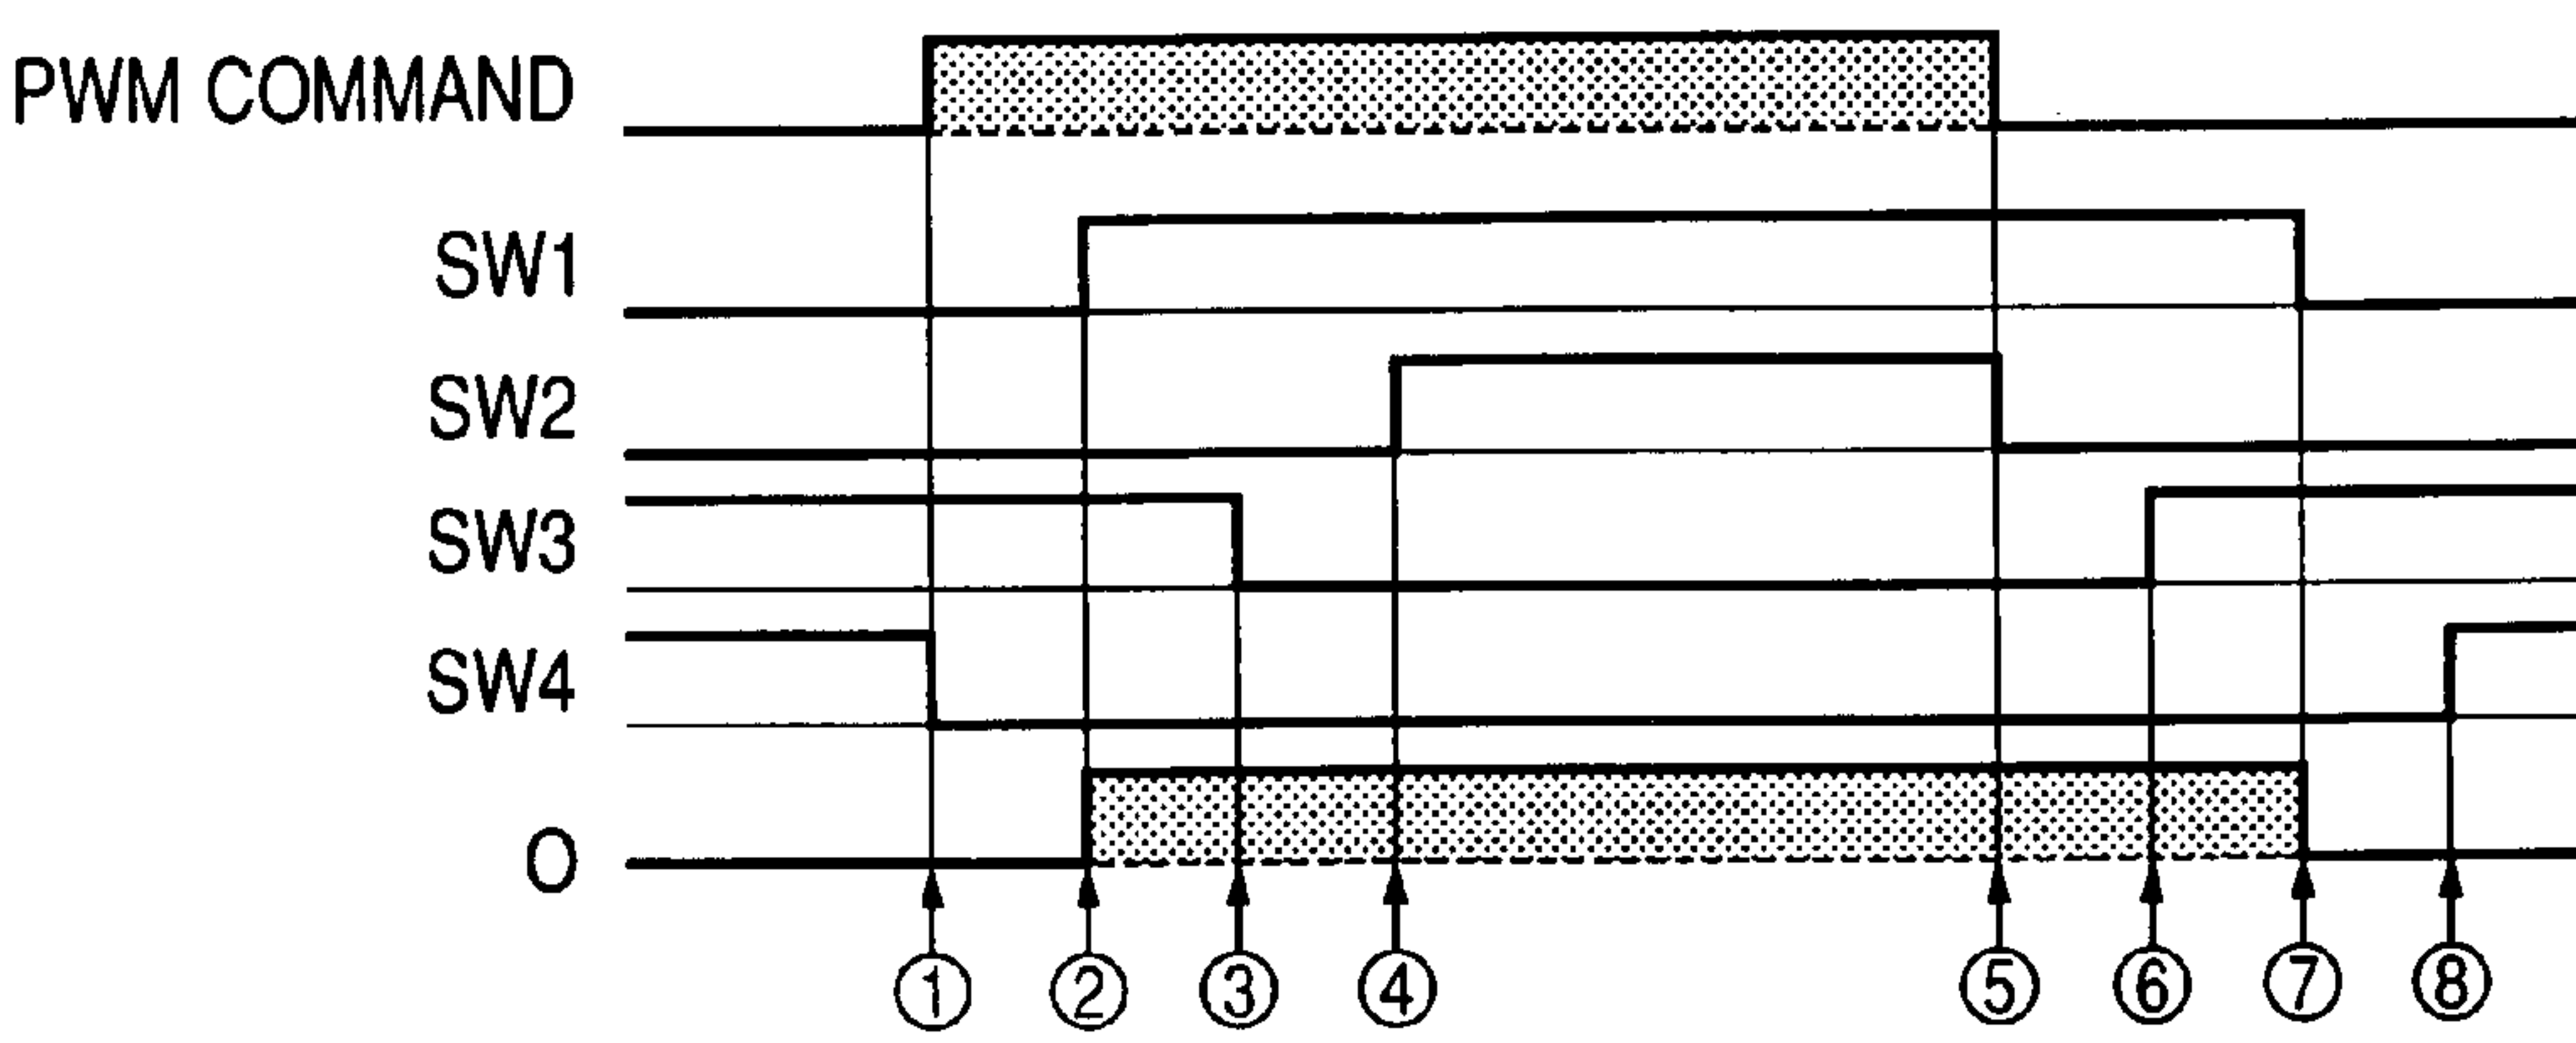 PWM COMMAND
SW1
SW2
SW3
SW4
O
① ② ③ ④ ⑤ ⑥ ⑦ ⑧